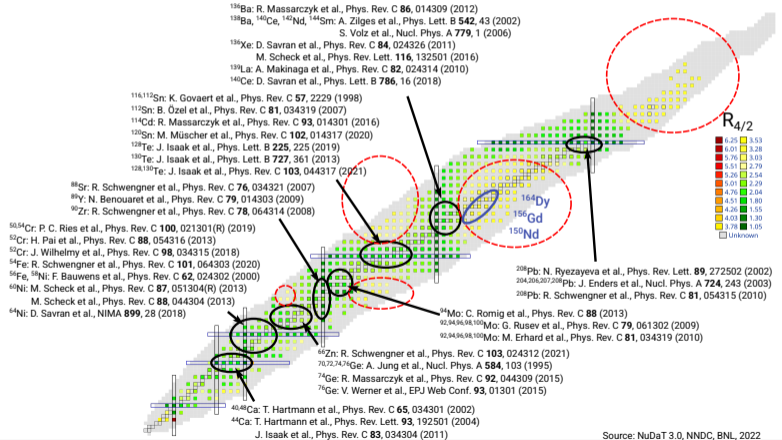 ¹³⁶Ba: R. Massarczyk et al., Phys. Rev. C 86, 014309 (2012)
¹³⁸Ba, ¹⁴⁰Ce, ¹⁴²Nd, ¹⁴⁴Sm: A. Zilges et al., Phys. Lett. B 542, 43 (2002)
S. Volz et al., Nucl. Phys. A 779, 1 (2006)
¹³⁶Xe: D. Savran et al., Phys. Rev. C 84, 024326 (2011)
M. Scheck et al., Phys. Rev Lett. 116, 132501 (2016)
¹³⁹La: A. Makinaga et al., Phys. Rev. C 82, 024314 (2010)
¹⁴⁰Ce: D. Savran et al., Phys. Lett. B 786, 16 (2018)
¹¹⁶,¹¹²Sn: K. Govaert et al., Phys. Rev. C 57, 2229 (1998)
¹¹²Sn: B. Özel et al., Phys. Rev. C 81, 034319 (2007)
¹¹⁴Cd: R. Massarczyk et al., Phys. Rev. C 93, 014301 (2016)
¹²⁰Sn: M. Müscher et al., Phys. Rev. C 102, 014317 (2020)
¹²⁸Te: J. Isaak et al., Phys. Lett. B 225, 225 (2019)
¹³⁰Te: J. Isaak et al., Phys. Lett. B 727, 361 (2013)
¹²⁸,¹³⁰Te: J. Isaak et al., Phys. Rev. C 103, 044317 (2021)
⁸⁸Sr: R. Schwengner et al., Phys. Rev. C 76, 034321 (2007)
⁸⁹Y: N. Benouaret et al., Phys. Rev. C 79, 014303 (2009)
⁹⁰Zr: R. Schwengner et al., Phys. Rev. C 78, 064314 (2008)
⁵⁰,⁵⁴Cr: P. C. Ries et al., Phys. Rev. C 100, 021301(R) (2019)
⁵²Cr: H. Pai et al., Phys. Rev. C 88, 054316 (2013)
⁵²Cr: J. Wilhelmy et al., Phys. Rev. C 98, 034315 (2018)
⁵⁴Fe: R. Schwengner et al., Phys. Rev. C 101, 064303 (2020)
⁵⁶Fe, ⁵⁸Ni: F. Bauwens et al., Phys. Rev. C 62, 024302 (2000)
⁶⁰Ni: M. Scheck et al., Phys. Rev. C 87, 051304(R) (2013)
M. Scheck et al., Phys. Rev. C 88, 044304 (2013)
⁶⁴Ni: D. Savran et al., NIMA 899, 28 (2018)
R₄/₂
6.25 3.53
6.01 3.28
5.76 3.03
5.51 2.79
5.26 2.54
5.01 2.29
4.76 2.04
4.51 1.80
4.26 1.55
4.03 1.30
3.78 1.05
Unknown
¹⁶⁴Dy
¹⁵⁶Gd
¹⁵⁰Nd
²⁰⁸Pb: N. Ryezayeva et al., Phys. Rev. Lett. 89, 272502 (2002)
²⁰⁴,²⁰⁶,²⁰⁷,²⁰⁸Pb: J. Enders et al., Nucl. Phys. A 724, 243 (2003)
²⁰⁸Pb: R. Schwengner et al., Phys. Rev. C 81, 054315 (2010)
⁹⁴Mo: C. Romig et al., Phys. Rev. C 88 (2013)
⁹²,⁹⁴,⁹⁶,⁹⁸,¹⁰⁰Mo: G. Rusev et al., Phys. Rev. C 79, 061302 (2009)
⁹²,⁹⁴,⁹⁶,⁹⁸,¹⁰⁰Mo: M. Erhard et al., Phys. Rev. C 81, 034319 (2010)
⁶⁶Zn: R. Schwengner et al., Phys. Rev. C 103, 024312 (2021)
⁷⁰,⁷²,⁷⁴,⁷⁶Ge: A. Jung et al., Nucl. Phys. A 584, 103 (1995)
⁷⁴Ge: R. Massarczyk et al., Phys. Rev. C 92, 044309 (2015)
⁷⁶Ge: V. Werner et al., EPJ Web Conf. 93, 01301 (2015)
⁴⁰,⁴⁸Ca: T. Hartmann et al., Phys. Rev. C 65, 034301 (2002)
⁴⁴Ca: T. Hartmann et al., Phys. Rev. Lett. 93, 192501 (2004)
J. Isaak et al., Phys. Rev. C 83, 034304 (2011)
Source: NuDaT 3.0, NNDC, BNL, 2022